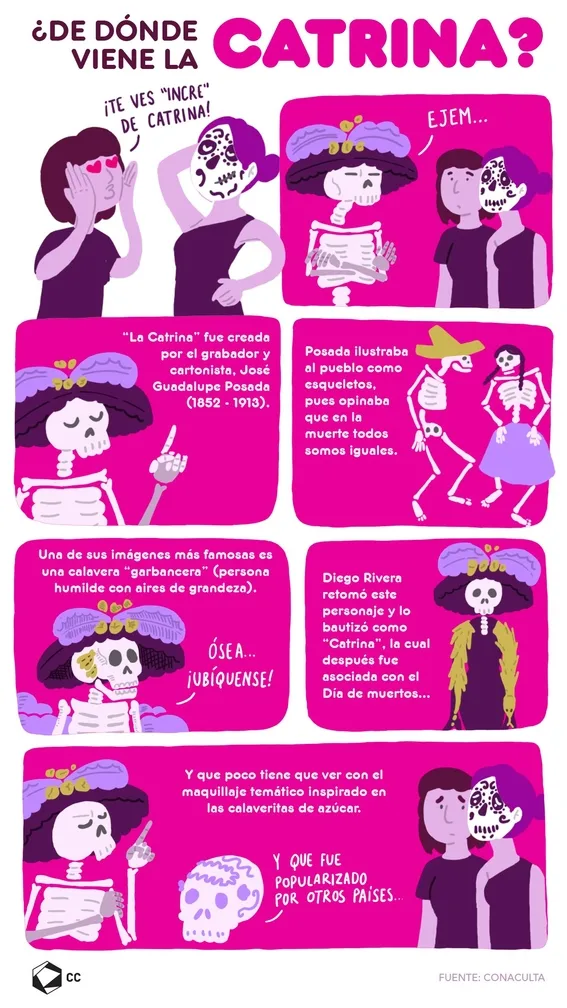 ¿DE DÓNDE
VIENE LA
CATRINA?
¡TE VES "INCRE"
DE CATRINA!
EJEM...
“La Catrina” fue creada
por el grabador y
cartonista, José
Guadalupe Posada
(1852 - 1913).
Posada ilustraba
al pueblo como
esqueletos,
pues opinaba
que en la
muerte todos
somos iguales.
Una de sus imágenes más famosas es
una calavera “garbancera” (persona
humilde con aires de grandeza).
ÓSEA...
¡UBÍQUENSE!
Diego Rivera
retomó este
personaje y lo
bautizó como
“Catrina”, la cual
después fue
asociada con el
Día de muertos...
Y que poco tiene que ver con el
maquillaje temático inspirado en
las calaveritas de azúcar.
Y QUE FUE
POPULARIZADO
POR OTROS PAÍSES...
CC
FUENTE: CONACULTA